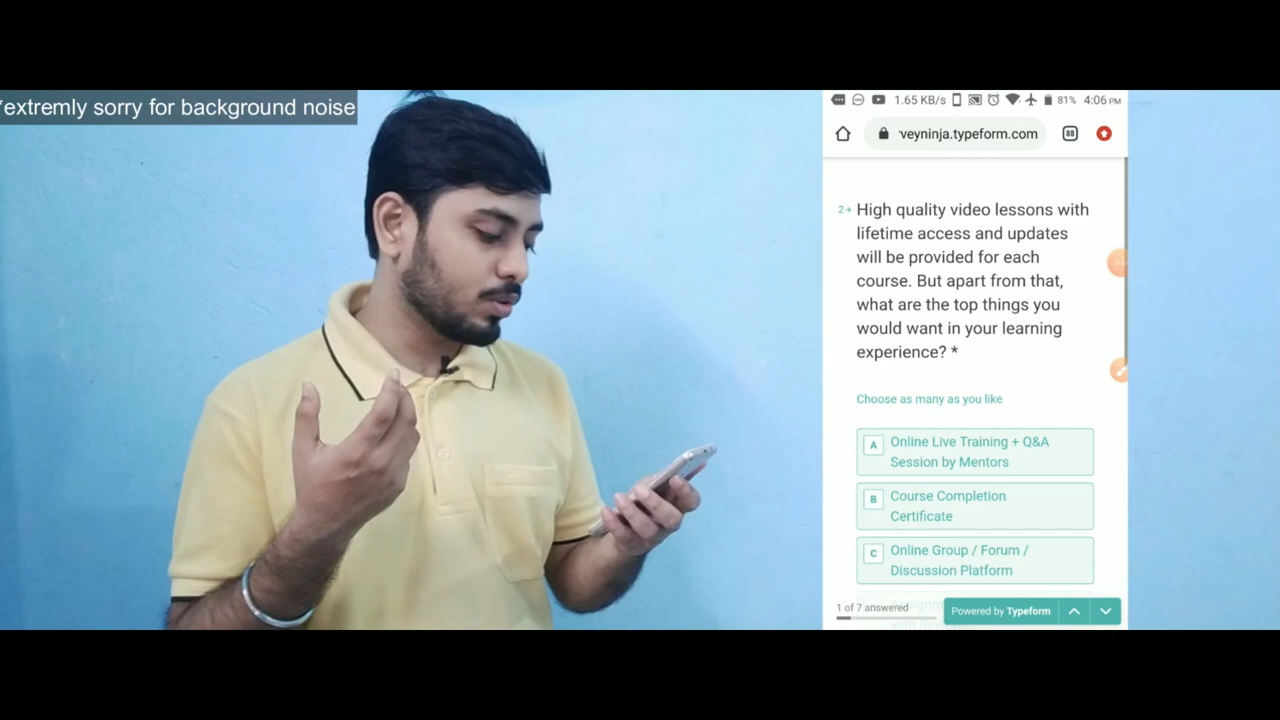 *extremly sorry for background noise
1.65 KB/s
81%
4:06 PM
veyninja.typeform.com
88
2
High quality video lessons with
lifetime access and updates
will be provided for each
course. But apart from that,
what are the top things you
would want in your learning
experience? *
Choose as many as you like
A
Online Live Training + Q&A
Session by Mentors
B
Course Completion
Certificate
C
Online Group / Forum /
Discussion Platform
1 of 7 answered
Powered by Typeform